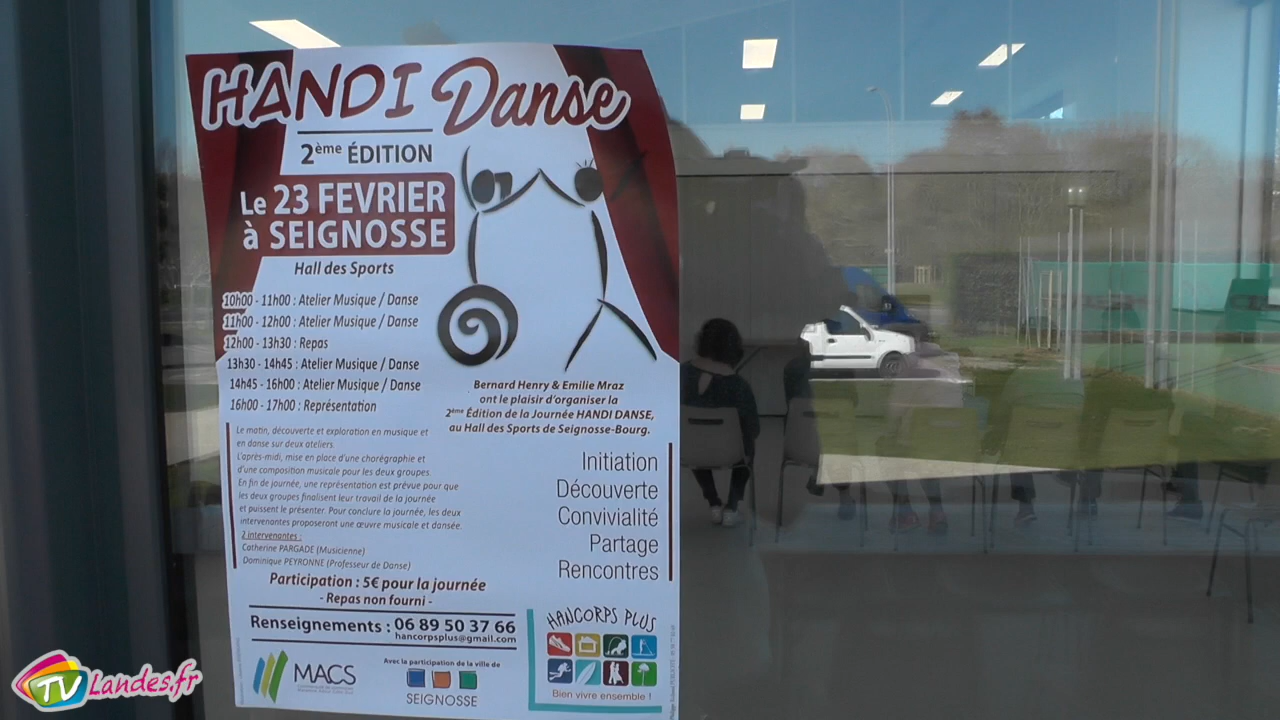 HANDI Danse
2ème ÉDITION
Le 23 FEVRIER
à SEIGNOSSE
Hall des Sports
10h00 - 11h00 : Atelier Musique / Danse
11h00 - 12h00 : Atelier Musique / Danse
12h00 - 13h30 : Repas
13h30 - 14h45 : Atelier Musique / Danse
14h45 - 16h00 : Atelier Musique / Danse
16h00 - 17h00 : Représentation
Bernard Henry & Emilie Mraz
ont le plaisir d'organiser la
2ème Édition de la Journée HANDI DANSE,
au Hall des Sports de Seignosse-Bourg.
Le matin, découverte et exploration en musique et
en danse sur deux ateliers.
L'après-midi, mise en place d'une chorégraphie et
d'une composition musicale pour les deux groupes.
En fin de journée, une représentation est prévue pour que
les deux groupes finalisent leur travail de la journée
et puissent le présenter. Pour conclure la journée, les deux
intervenantes proposeront une œuvre musicale et dansée.
2 intervenantes :
Catherine PARGADE (Musicienne)
Dominique PEYRONNE (Professeur de Danse)
Initiation
Découverte
Convivialité
Partage
Rencontres
Participation : 5€ pour la journée
- Repas non fourni -
Renseignements : 06 89 50 37 66
hancorpsplus@gmail.com
MACS
Avec la participation de la ville de
SEIGNOSSE
HANCORPS PLUS
Bien vivre ensemble !
TV Landes.fr